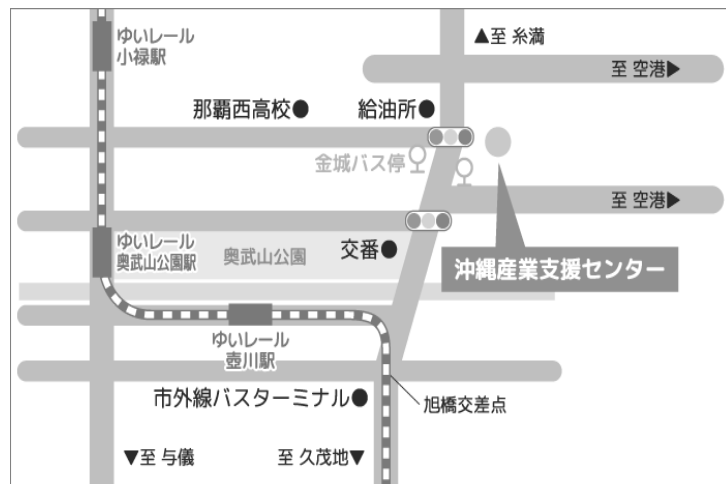 ゆいレール
小禄駅
▲至 糸満
至 空港▶
那覇西高校●
給油所●
金城バス停
至 空港▶
ゆいレール
奥武山公園駅
奥武山公園
交番●
沖縄産業支援センター
ゆいレール
壺川駅
市外線バスターミナル●
旭橋交差点
▼至 与儀
至 久茂地▼